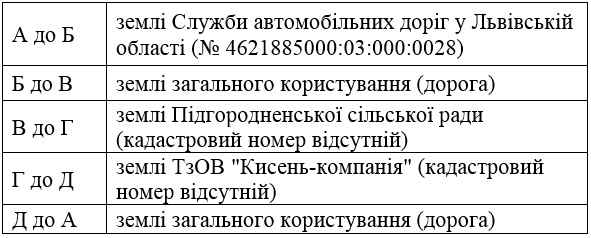 А до Б землі Служби автомобільних доріг у Львівській
області (№ 4621885000:03:000:0028)
Б до В землі загального користування (дорога)
В до Г землі Підгородненської сільської ради
(кадастровий номер відсутній)
Г до Д землі ТзОВ "Кисень-компанія" (кадастровий
номер відсутній)
Д до А землі загального користування (дорога)